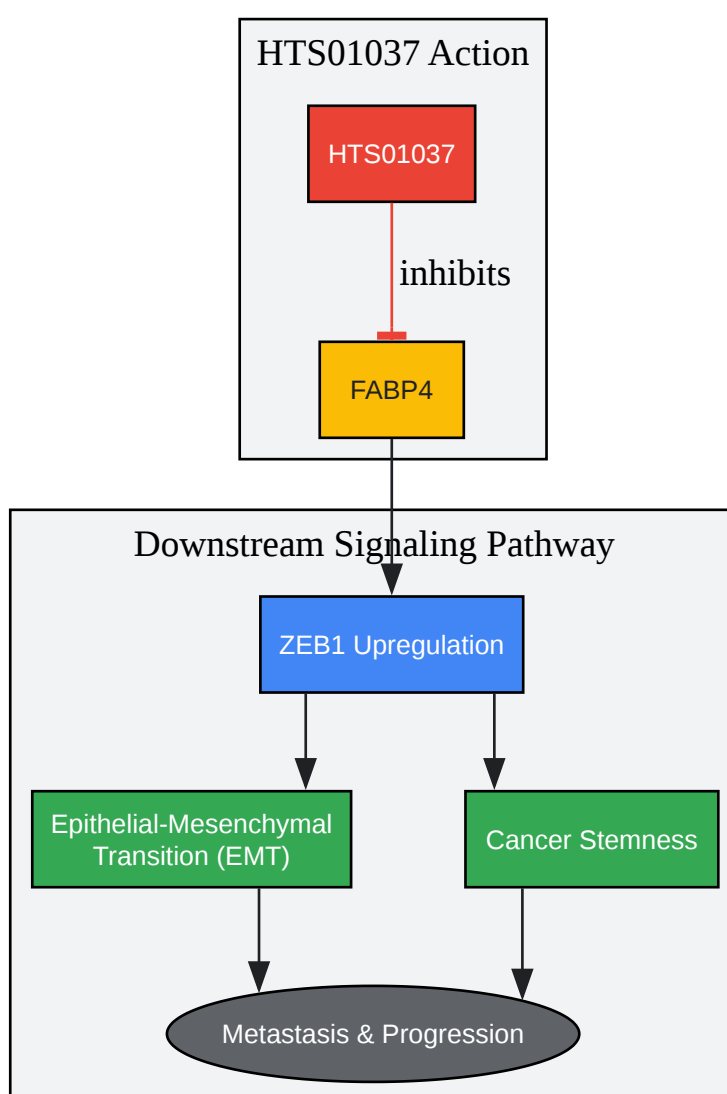 HTS01037 Action
HTS01037
inhibits
FABP4
Downstream Signaling Pathway
ZEB1 Upregulation
Epithelial-Mesenchymal
Transition (EMT)
Cancer Stemness
Metastasis & Progression